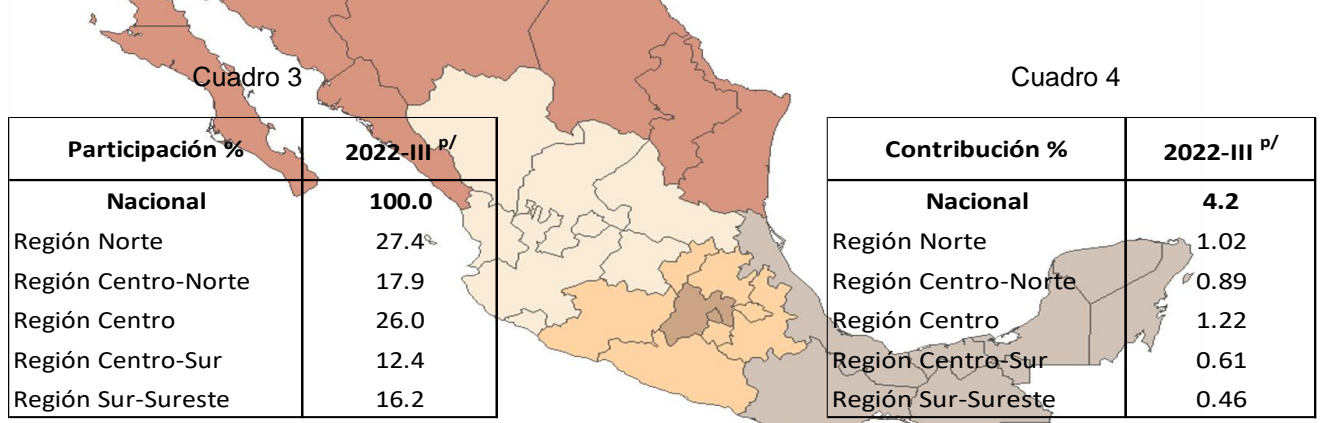 Cuadro 3
Participación % 2022-III p/
Nacional 100.0
Región Norte 27.4
Región Centro-Norte 17.9
Región Centro 26.0
Región Centro-Sur 12.4
Región Sur-Sureste 16.2
Cuadro 4
Contribución % 2022-III p/
Nacional 4.2
Región Norte 1.02
Región Centro-Norte 0.89
Región Centro 1.22
Región Centro-Sur 0.61
Región Sur-Sureste 0.46